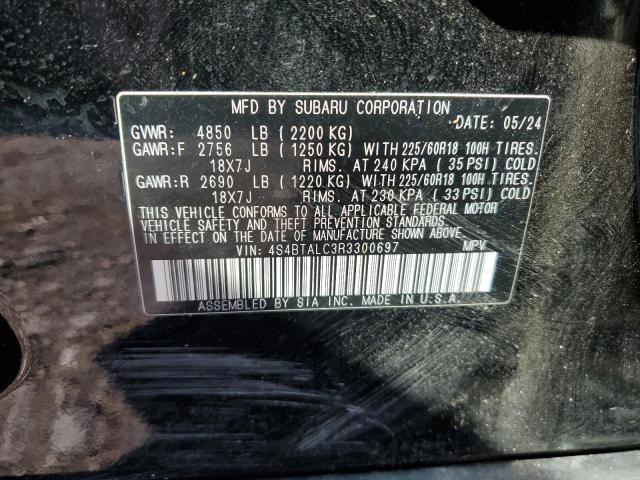 MFD BY SUBARU CORPORATION
DATE: 05/24
GVWR: 4850 LB (2200 KG)
GAWR:F 2756 LB (1250 KG) WITH 225/60R18 100H TIRES.
18X7J RIMS. AT 240 KPA (35 PSI) COLD
GAWR:R 2690 LB (1220 KG) WITH 225/60R18 100H TIRES.
18X7J RIMS. AT 230 KPA (33 PSI) COLD
THIS VEHICLE CONFORMS TO ALL APPLICABLE FEDERAL MOTOR
VEHICLE SAFETY AND THEFT PREVENTION STANDARDS
IN EFFECT ON THE DATE OF MANUFACTURE SHOWN ABOVE.
VIN: 4S4BTALC3R3300697 MPV
ASSEMBLED BY SIA INC. MADE IN U.S.A.